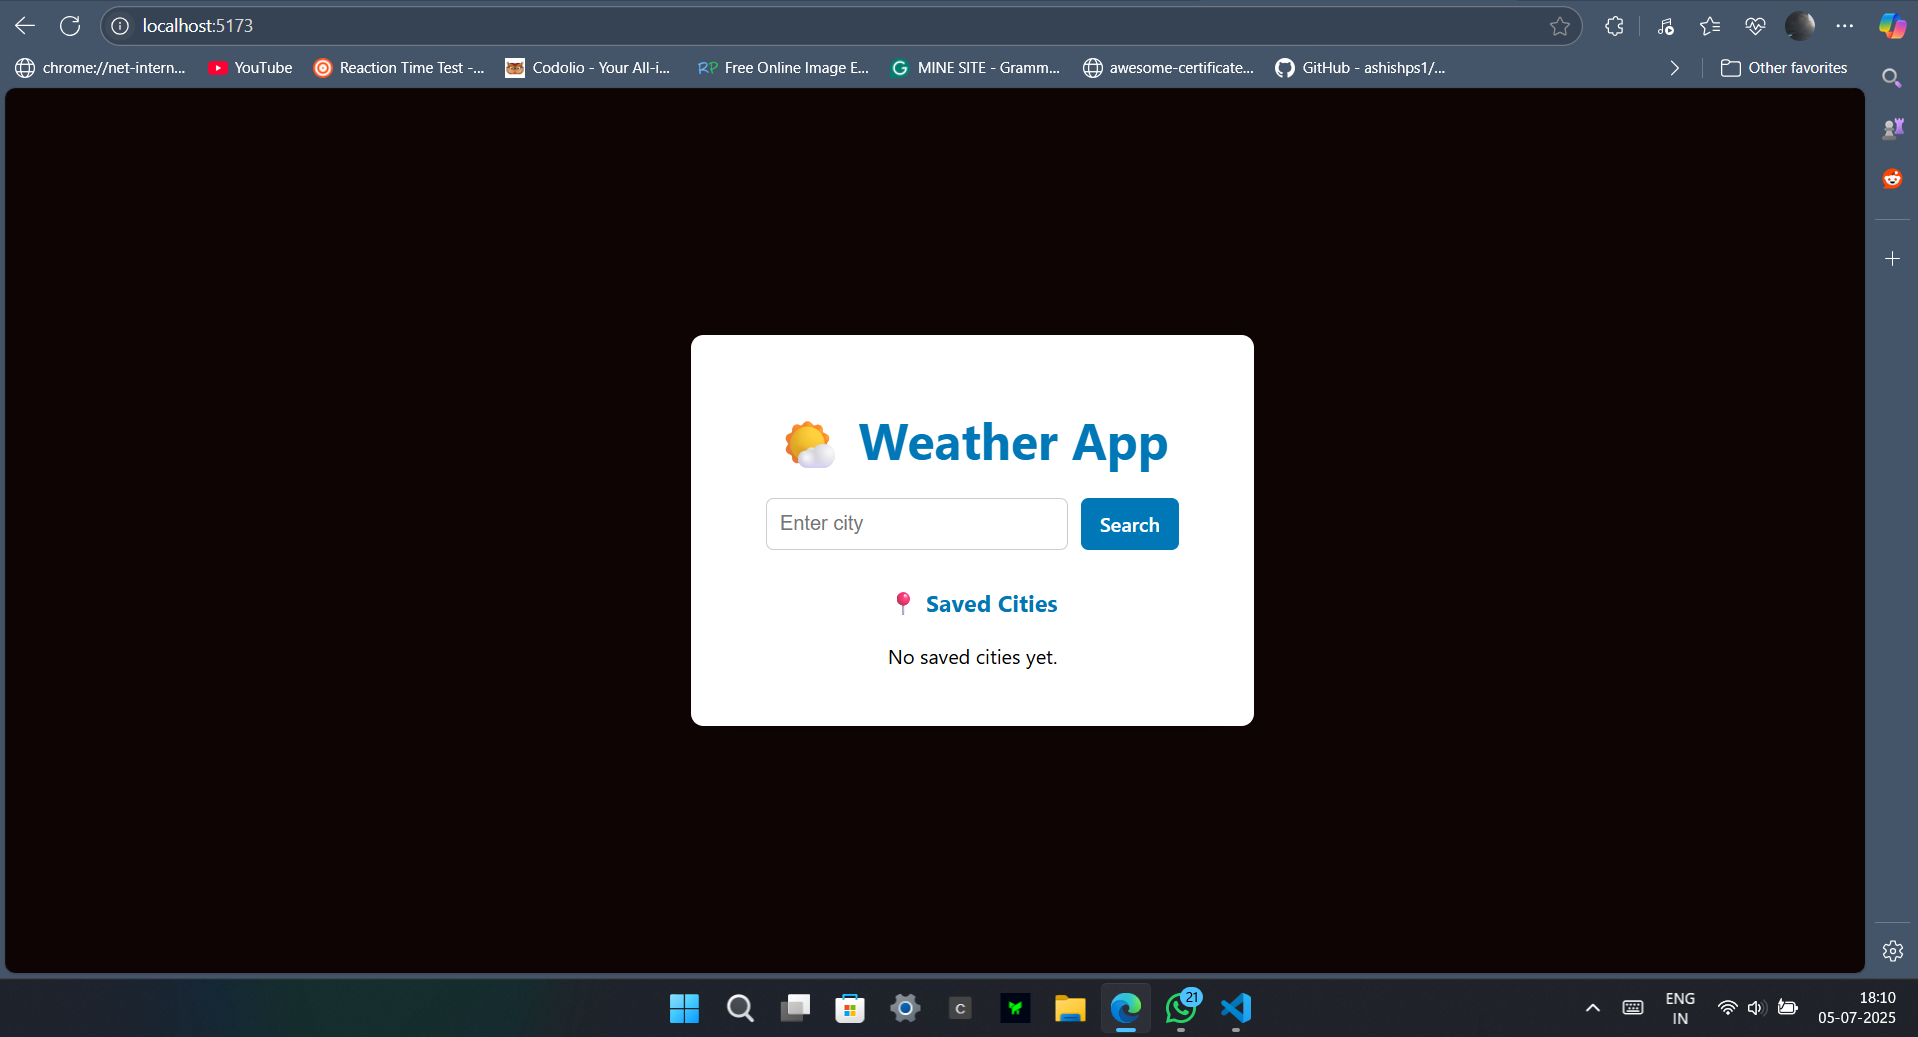 localhost:5173
chrome://net-intern... YouTube Reaction Time Test -... Codolio - Your All-i... RP Free Online Image E... G MINE SITE - Gramm... awesome-certificate... GitHub - ashishps1/... Other favorites
Weather App
Enter city Search
Saved Cities
No saved cities yet.
C
21
ENG
IN
18:10
05-07-2025